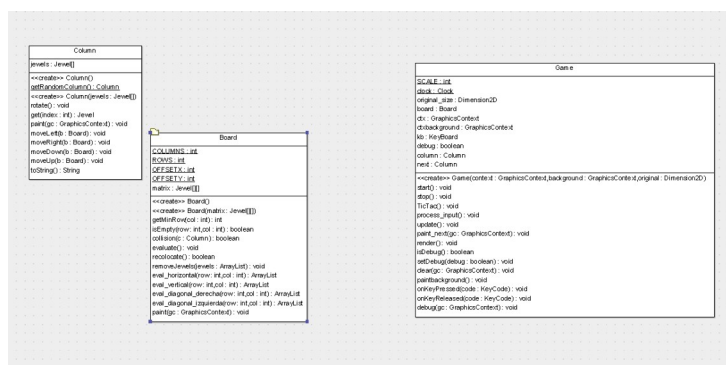 Column
jewels : Jewel[]
<<create>> Column()
getRandomColumn() : Column
<<create>> Column(jewels : Jewel[])
rotate() : void
get(index : int) : Jewel
paint(gc : GraphicsContext) : void
moveLeft(b : Board) : void
moveRight(b : Board) : void
moveDown(b : Board) : void
moveUp(b : Board) : void
toString() : String
Board
COLUMNS : int
ROWS : int
OFFSETX : int
OFFSETY : int
matrix : Jewel[][]
<<create>> Board()
<<create>> Board(matrix : Jewel[][])
getMinRow(col : int) : int
isEmpty(row : int,col : int) : boolean
collision(c : Column) : boolean
evaluate() : void
recolocate() : boolean
removeJewels(jewels : ArrayList) : void
eval_horizontal(row : int,col : int) : ArrayList
eval_vertical(row : int,col : int) : ArrayList
eval_diagonal_derecha(row : int,col : int) : ArrayList
eval_diagonal_izquierda(row : int,col : int) : ArrayList
paint(gc : GraphicsContext) : void
Game
SCALE : int
clock : Clock
original_size : Dimension2D
board : Board
ctx : GraphicsContext
ctxbackground : GraphicsContext
kb : KeyBoard
debug : boolean
column : Column
next : Column
<<create>> Game(context : GraphicsContext,background : GraphicsContext,original : Dimension2D)
start() : void
stop() : void
TicTac() : void
process_input() : void
update() : void
paint_next(gc : GraphicsContext) : void
render() : void
isDebug() : boolean
setDebug(debug : boolean) : void
clear(gc : GraphicsContext) : void
paintbackground() : void
onKeyPressed(code : KeyCode) : void
onKeyReleased(code : KeyCode) : void
debug(gc : GraphicsContext) : void